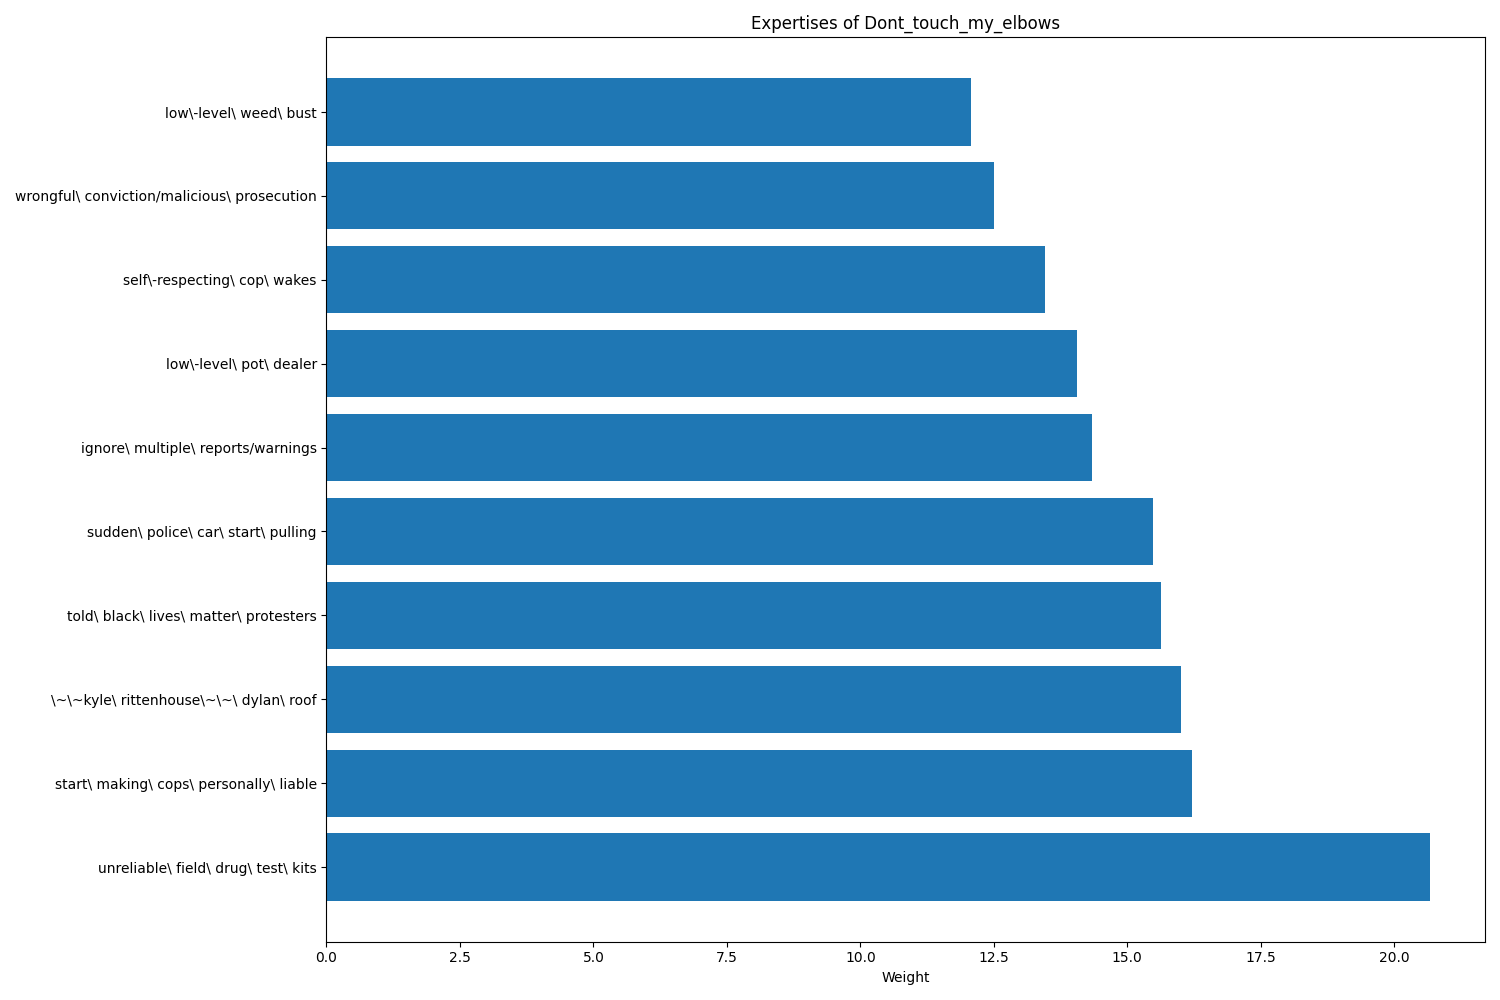 Expertises of Dont_touch_my_elbows
low\-level\ weed\ bust
wrongful\ conviction/malicious\ prosecution
self\-respecting\ cop\ wakes
low\-level\ pot\ dealer
ignore\ multiple\ reports/warnings
sudden\ police\ car\ start\ pulling
told\ black\ lives\ matter\ protesters
\~\~kyle\ rittenhouse\~\~\ dylan\ roof
start\ making\ cops\ personally\ liable
unreliable\ field\ drug\ test\ kits
0.0 2.5 5.0 7.5 10.0 12.5 15.0 17.5 20.0
Weight